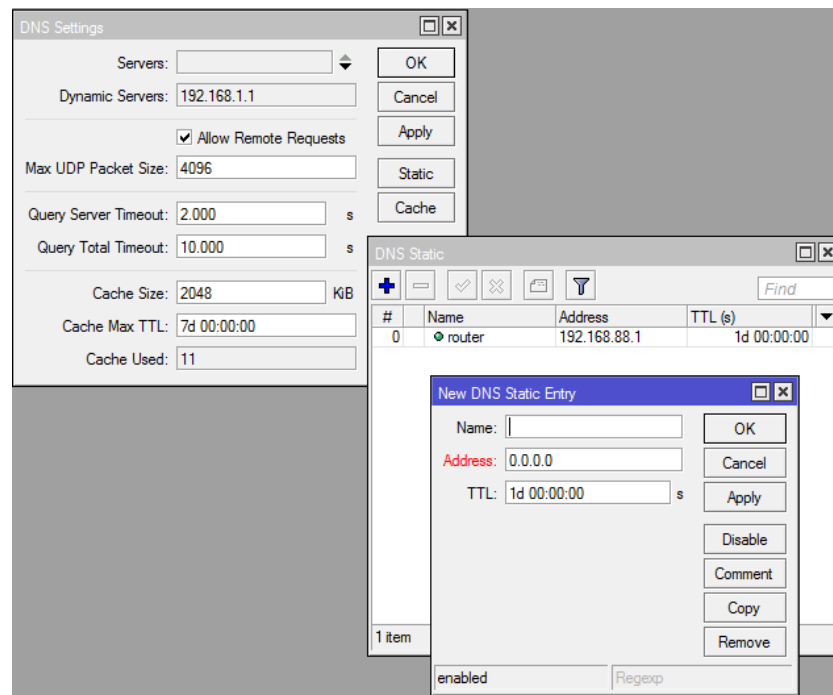 DNS Settings
Servers:
Dynamic Servers: 192.168.1.1
Allow Remote Requests
Max UDP Packet Size: 4096
Query Server Timeout: 2.000 s
Query Total Timeout: 10.000 s
Cache Size: 2048 KiB
Cache Max TTL: 7d 00:00:00
Cache Used: 11
OK
Cancel
Apply
Static
Cache
DNS Static
Find
# Name Address TTL (s)
0 router 192.168.88.1 1d 00:00:00
1 item
New DNS Static Entry
Name:
Address: 0.0.0.0
TTL: 1d 00:00:00 s
OK
Cancel
Apply
Disable
Comment
Copy
Remove
enabled Regexp